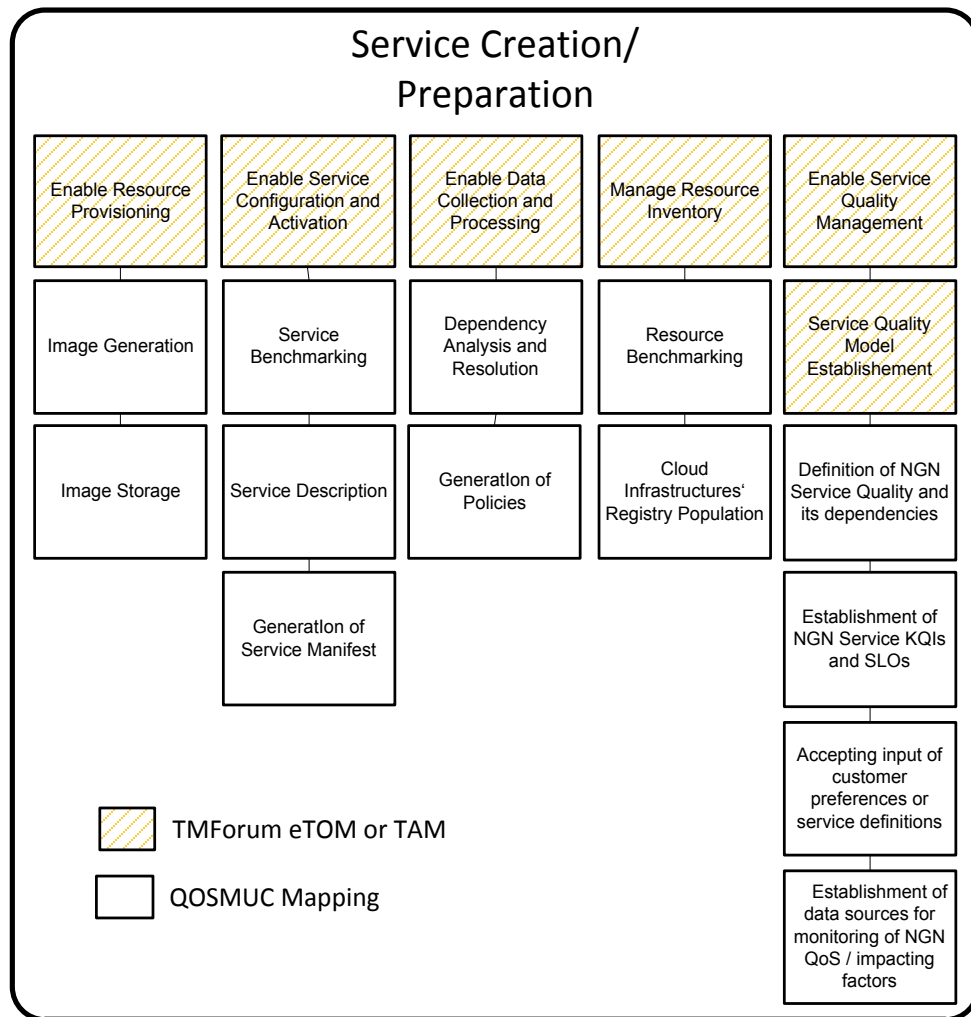 Service Creation/
Preparation
Enable Resource
Provisioning
Enable Service
Configuration and
Activation
Enable Data
Collection and
Processing
Manage Resource
Inventory
Enable Service
Quality
Management
Image Generation
Service
Benchmarking
Dependency
Analysis and
Resolution
Resource
Benchmarking
Service Quality
Model
Establishement
Image Storage
Service Description
GeneratIon of
Policies
Cloud
Infrastructures‘
Registry Population
Definition of NGN
Service Quality and
its dependencies
GeneratIon of
Service Manifest
Establishment of
NGN Service KQIs
and SLOs
Accepting input of
customer
preferences or
service definitions
Establishment of
data sources for
monitoring of NGN
QoS / impacting
factors
TMForum eTOM or TAM
QOSMUC Mapping